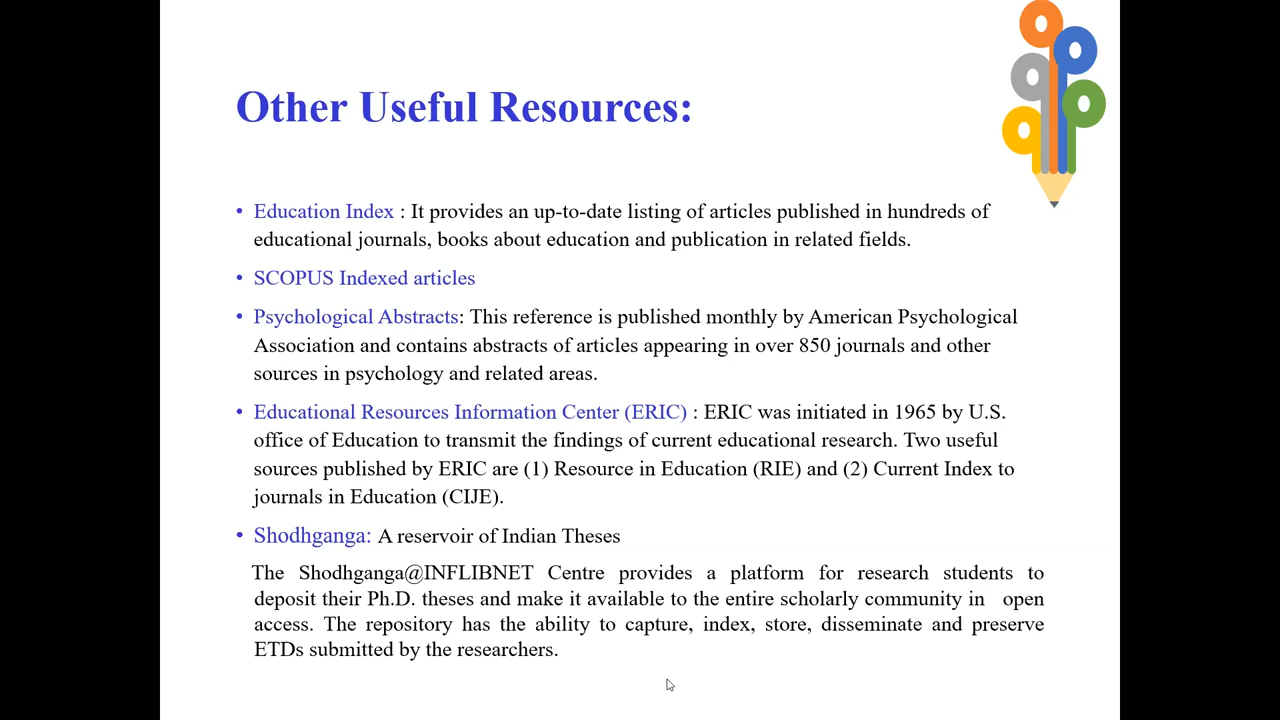 Other Useful Resources:
• Education Index : It provides an up-to-date listing of articles published in hundreds of
educational journals, books about education and publication in related fields.
• SCOPUS Indexed articles
• Psychological Abstracts: This reference is published monthly by American Psychological
Association and contains abstracts of articles appearing in over 850 journals and other
sources in psychology and related areas.
• Educational Resources Information Center (ERIC) : ERIC was initiated in 1965 by U.S.
office of Education to transmit the findings of current educational research. Two useful
sources published by ERIC are (1) Resource in Education (RIE) and (2) Current Index to
journals in Education (CIJE).
• Shodhganga: A reservoir of Indian Theses
The Shodhganga@INFLIBNET Centre provides a platform for research students to
deposit their Ph.D. theses and make it available to the entire scholarly community in open
access. The repository has the ability to capture, index, store, disseminate and preserve
ETDs submitted by the researchers.